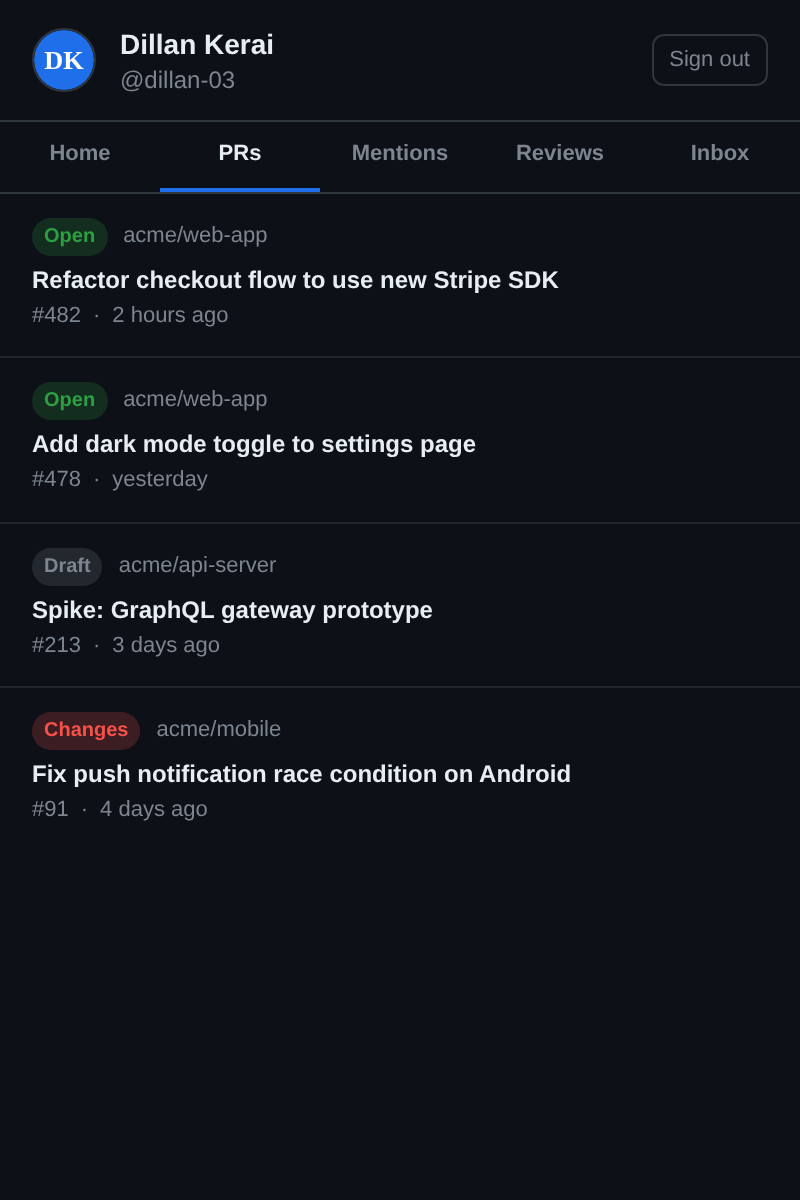 DK
Dillan Kerai
@dillan-03
Sign out
Home PRs Mentions Reviews Inbox
Open acme/web-app
Refactor checkout flow to use new Stripe SDK
#482 · 2 hours ago
Open acme/web-app
Add dark mode toggle to settings page
#478 · yesterday
Draft acme/api-server
Spike: GraphQL gateway prototype
#213 · 3 days ago
Changes acme/mobile
Fix push notification race condition on Android
#91 · 4 days ago